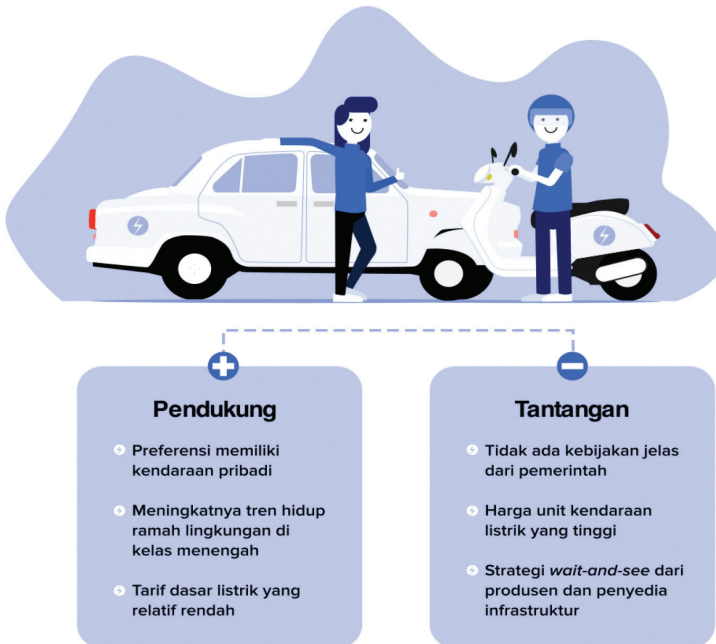 Pendukung
Preferensi memiliki
kendaraan pribadi
Meningkatnya tren hidup
ramah lingkungan di
kelas menengah
Tarif dasar listrik yang
relatif rendah
Tantangan
Tidak ada kebijakan jelas
dari pemerintah
Harga unit kendaraan
listrik yang tinggi
Strategi wait-and-see dari
produsen dan penyedia
infrastruktur